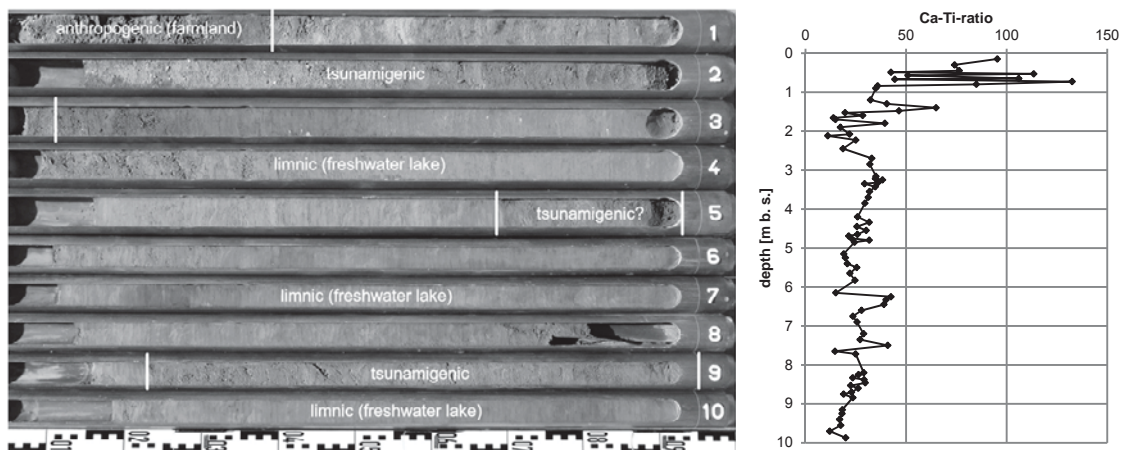 anthropogenic (farmland)
1
tsunamigenic
2
3
limnic (freshwater lake)
4
tsunamigenic?
5
6
limnic (freshwater lake)
7
8
tsunamigenic
9
limnic (freshwater lake)
10
Ca-Ti-ratio
0 50 100 150
depth [m b. s.]
0
1
2
3
4
5
6
7
8
9
10